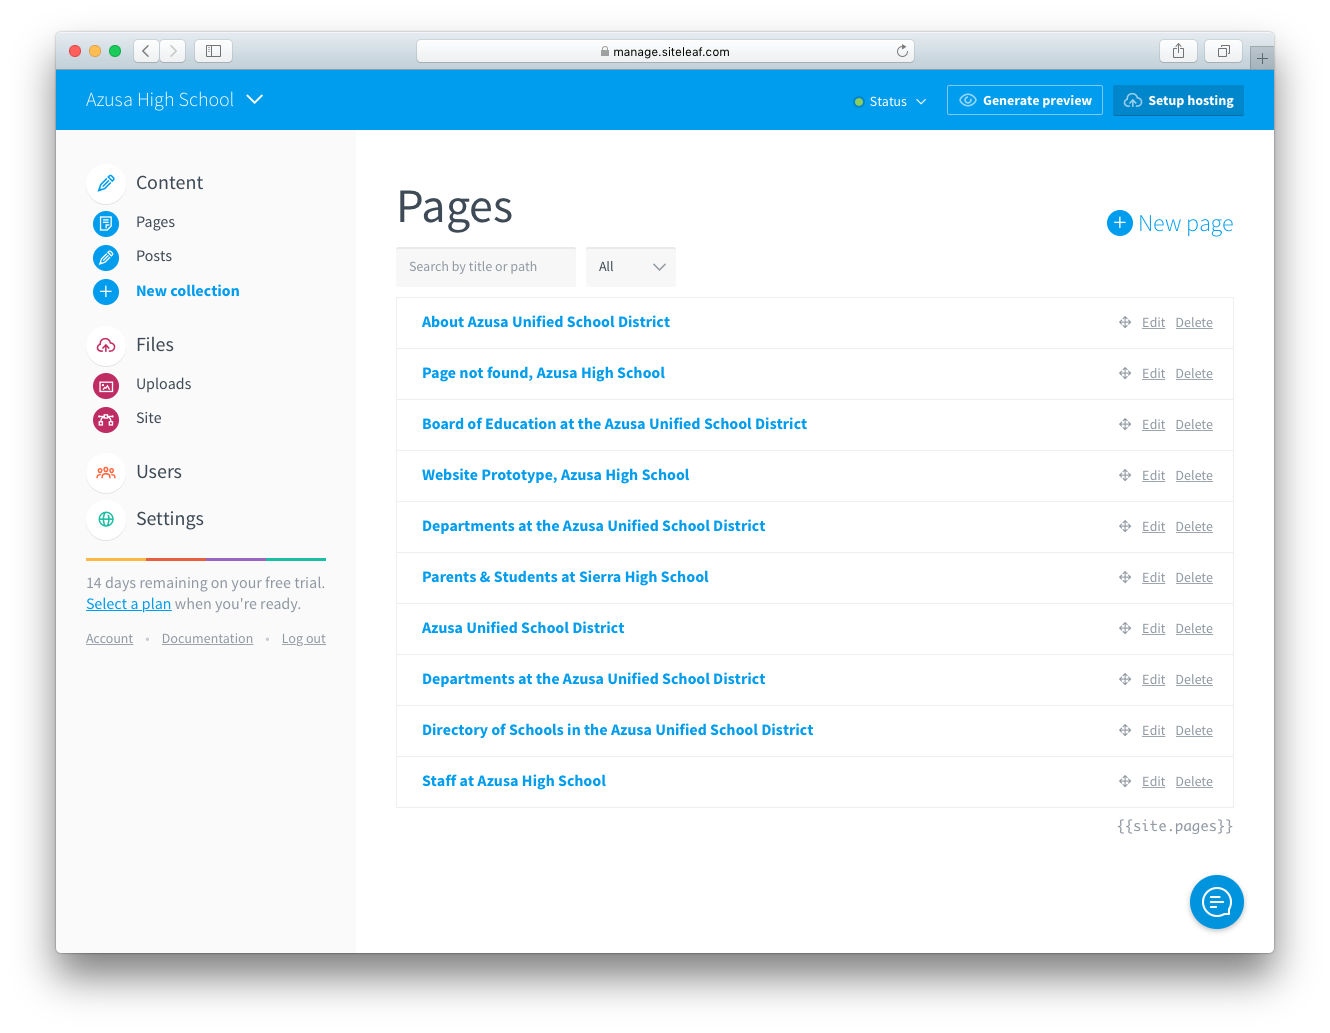 manage.siteleaf.com
Azusa High School
Status
Generate preview
Setup hosting
Content
Pages
Posts
New collection
Files
Uploads
Site
Users
Settings
14 days remaining on your free trial.
Select a plan when you're ready.
Account • Documentation • Log out
Pages
New page
Search by title or path
All
About Azusa Unified School District Edit Delete
Page not found, Azusa High School Edit Delete
Board of Education at the Azusa Unified School District Edit Delete
Website Prototype, Azusa High School Edit Delete
Departments at the Azusa Unified School District Edit Delete
Parents & Students at Sierra High School Edit Delete
Azusa Unified School District Edit Delete
Departments at the Azusa Unified School District Edit Delete
Directory of Schools in the Azusa Unified School District Edit Delete
Staff at Azusa High School Edit Delete
{{site.pages}}